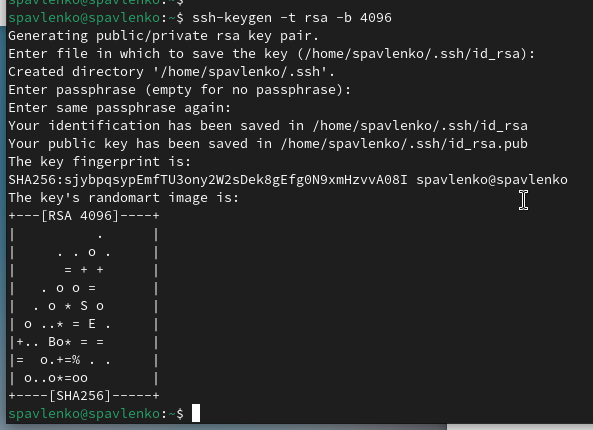 spavlenko@spavlenko:~$
spavlenko@spavlenko:~$ ssh-keygen -t rsa -b 4096
Generating public/private rsa key pair.
Enter file in which to save the key (/home/spavlenko/.ssh/id_rsa):
Created directory '/home/spavlenko/.ssh'.
Enter passphrase (empty for no passphrase):
Enter same passphrase again:
Your identification has been saved in /home/spavlenko/.ssh/id_rsa
Your public key has been saved in /home/spavlenko/.ssh/id_rsa.pub
The key fingerprint is:
SHA256:sjybpqsypEmfTU3ony2W2sDek8gEfg0N9xmHzvvA08I spavlenko@spavlenko
The key's randomart image is:
+---[RSA 4096]----+
|          .      |
|     . . o .     |
|      = + +      |
|   . o o =       |
|  . o * S o      |
| o ..* = E .     |
|+.. Bo* = =      |
|=  o.+=% . .     |
| o..o*=oo        |
+----[SHA256]-----+
spavlenko@spavlenko:~$